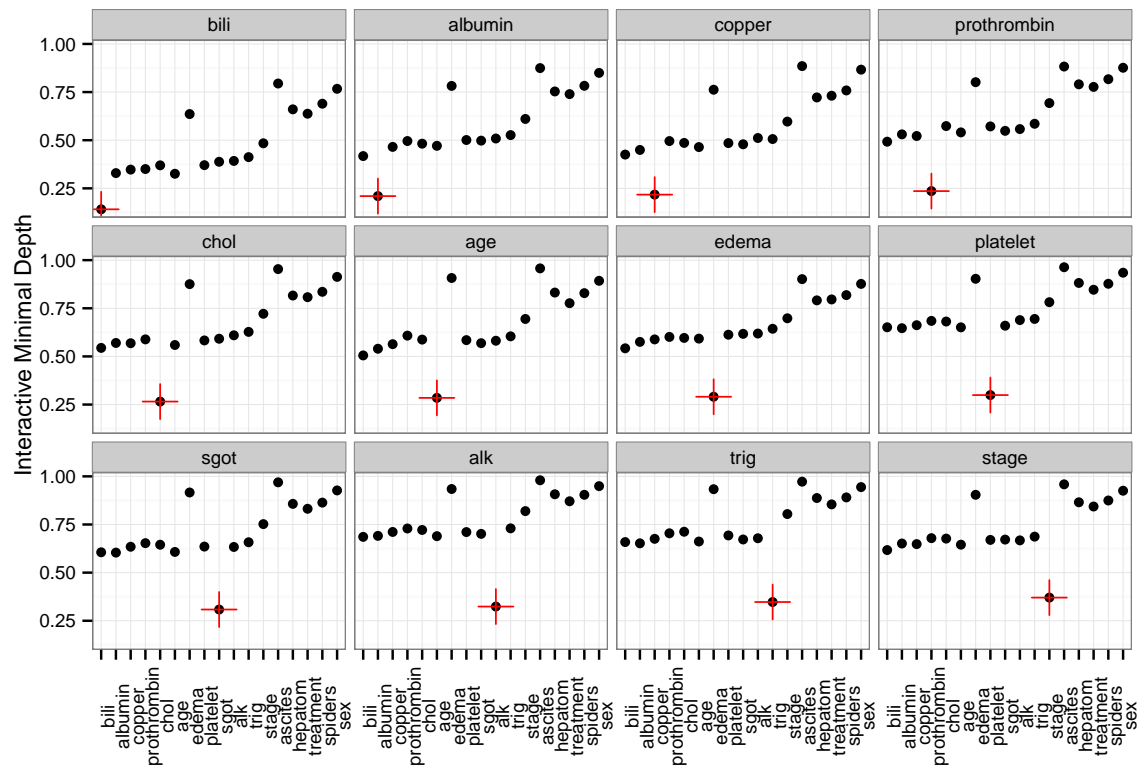 bili albumin copper prothrombin
1.00
0.75
0.50
0.25
chol age edema platelet
1.00
0.75
0.50
0.25
Interactive Minimal Depth
sgot alk trig stage
1.00
0.75
0.50
0.25
bili albumin copper prothrombin chol age edema platelet sgot alk trig stage ascites hepatom treatment spiders sex
bili albumin copper prothrombin chol age edema platelet sgot alk trig stage ascites hepatom treatment spiders sex
bili albumin copper prothrombin chol age edema platelet sgot alk trig stage ascites hepatom treatment spiders sex
bili albumin copper prothrombin chol age edema platelet sgot alk trig stage ascites hepatom treatment spiders sex